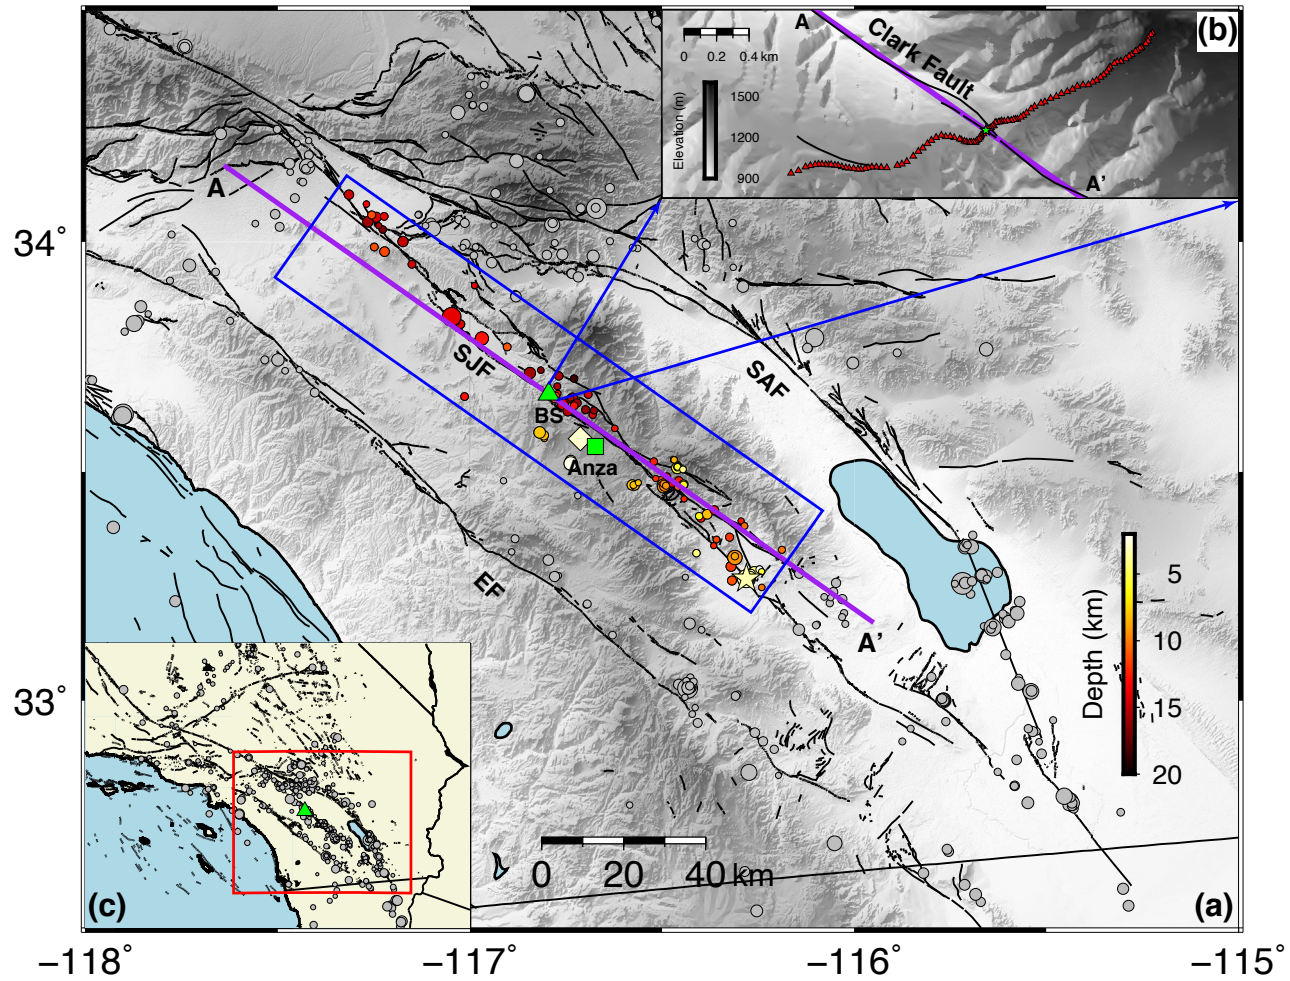 A
Clark Fault
(b)
0
0.2
0.4 km
Elevation (m)
1500
1200
900
A'
34°
33°
A
SJF
SAF
BS
Anza
EF
A'
Depth (km)
5
10
15
20
0
20
40 km
(c)
(a)
−118°
−117°
−116°
−115°